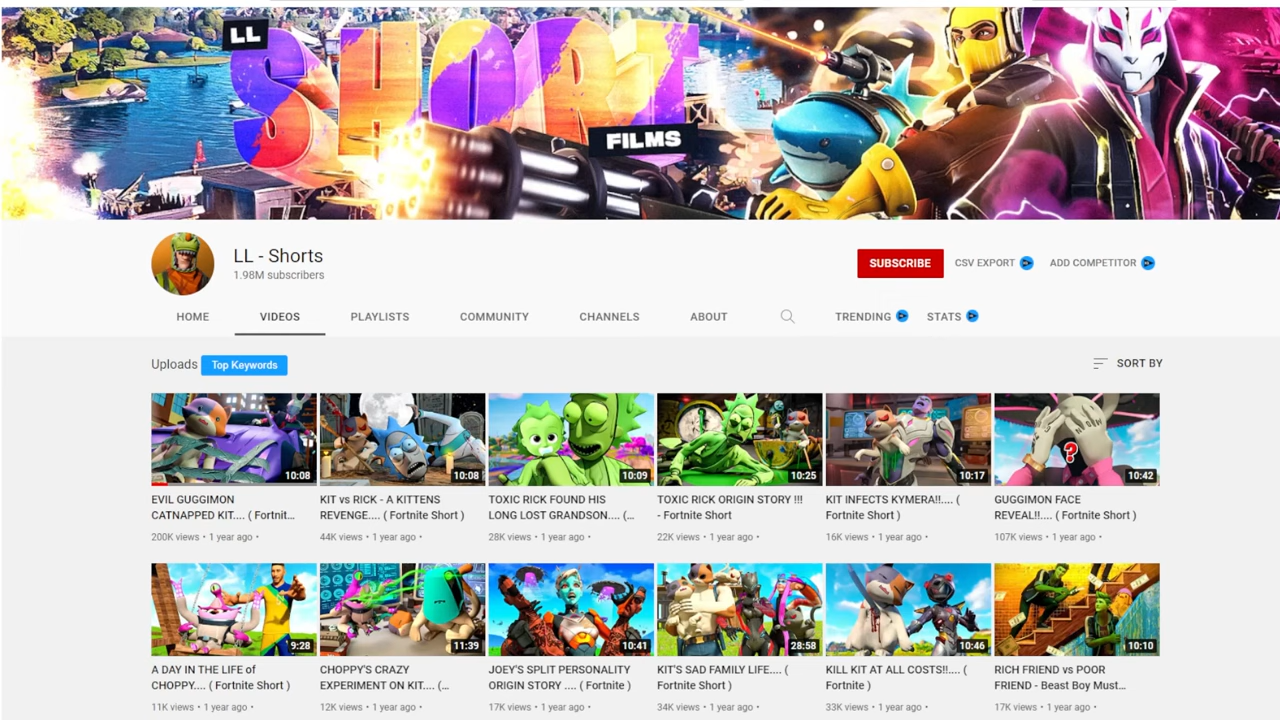 LL
SHORT
FILMS
LL - Shorts
1.98M subscribers
SUBSCRIBE
CSV EXPORT
ADD COMPETITOR
HOME
VIDEOS
PLAYLISTS
COMMUNITY
CHANNELS
ABOUT
TRENDING
STATS
Uploads
Top Keywords
SORT BY
10:08
10:08
10:09
10:25
10:17
?
10:42
EVIL GUGGIMON
CATNAPPED KIT.... ( Fortnit...
200K views • 1 year ago •
KIT vs RICK - A KITTENS
REVENGE.... ( Fortnite Short )
44K views • 1 year ago •
TOXIC RICK FOUND HIS
LONG LOST GRANDSON.... (...
28K views • 1 year ago •
TOXIC RICK ORIGIN STORY !!!
- Fortnite Short
22K views • 1 year ago •
KIT INFECTS KYMERA!!.... (
Fortnite Short )
16K views • 1 year ago •
GUGGIMON FACE
REVEAL!!.... ( Fortnite Short )
107K views • 1 year ago •
9:28
11:39
10:41
28:58
10:46
10:10
A DAY IN THE LIFE of
CHOPPY.... ( Fortnite Short )
11K views • 1 year ago •
CHOPPY'S CRAZY
EXPERIMENT ON KIT.... (...
12K views • 1 year ago •
JOEY'S SPLIT PERSONALITY
ORIGIN STORY .... ( Fortnite )
17K views • 1 year ago •
KIT'S SAD FAMILY LIFE.... (
Fortnite Short )
34K views • 1 year ago •
KILL KIT AT ALL COSTS!!.... (
Fortnite )
33K views • 1 year ago •
RICH FRIEND vs POOR
FRIEND - Beast Boy Must...
17K views • 1 year ago •